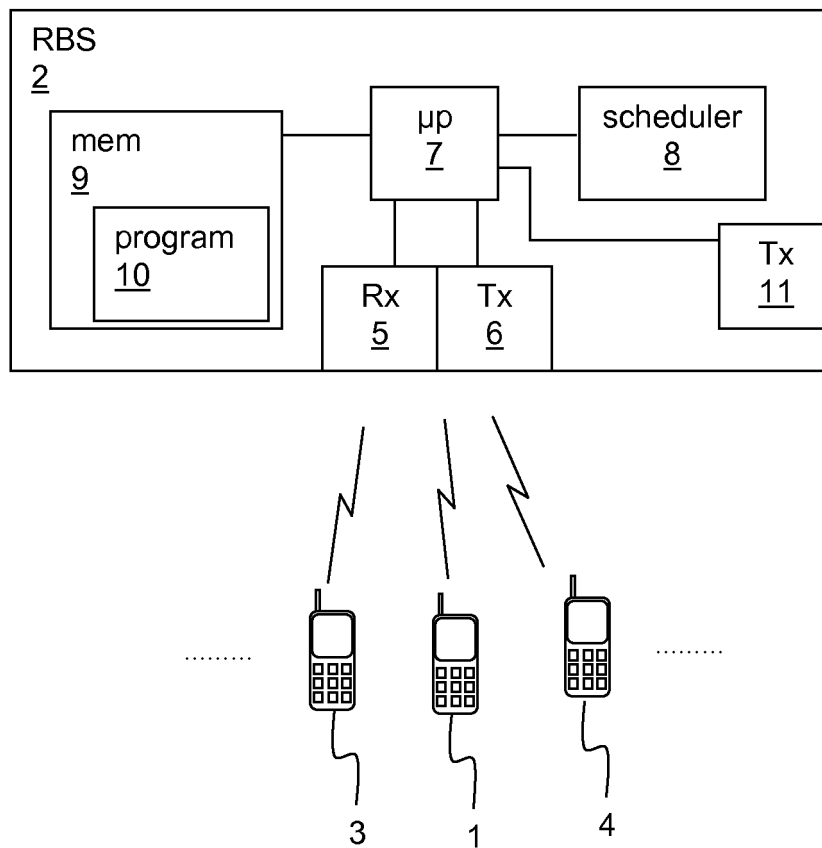 RBS
2
mem
9
program
10
µp
7
scheduler
8
Rx
5
Tx
6
Tx
11
.........
.........
3
1
4